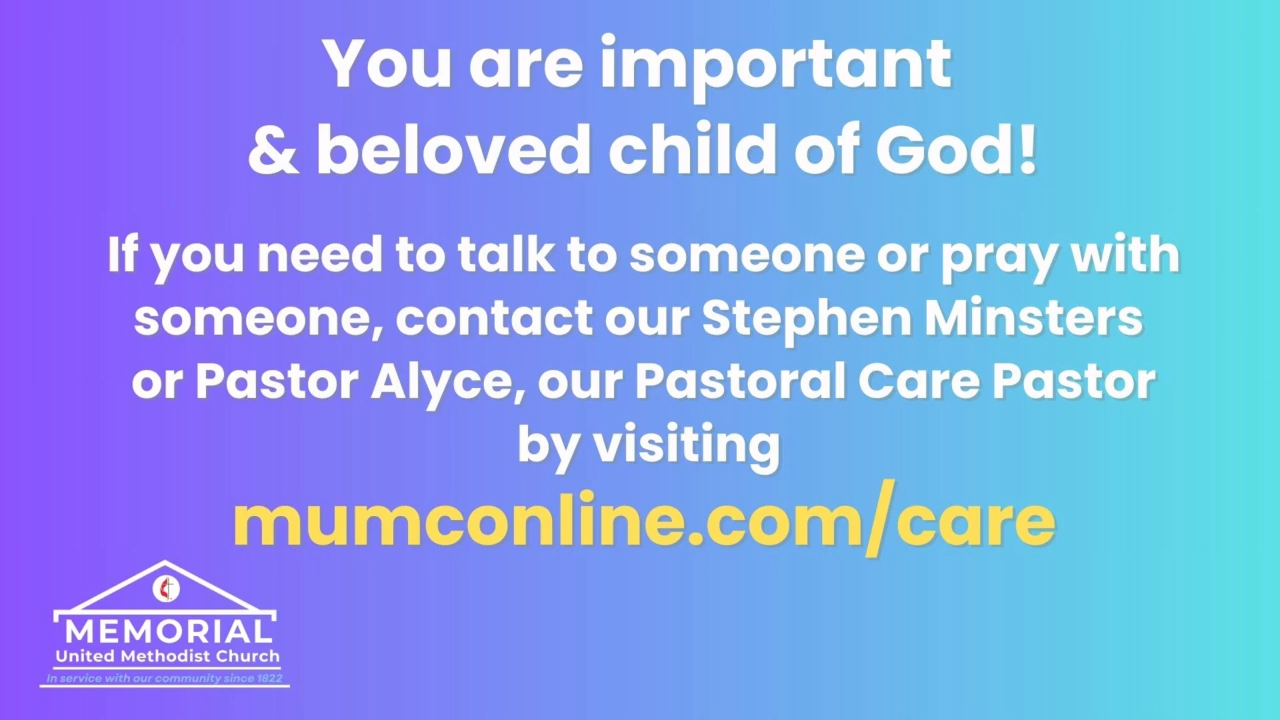 You are important
& beloved child of God!
If you need to talk to someone or pray with
someone, contact our Stephen Minsters
or Pastor Alyce, our Pastoral Care Pastor
by visiting
mumconline.com/care
MEMORIAL
United Methodist Church
In service with our community since 1822